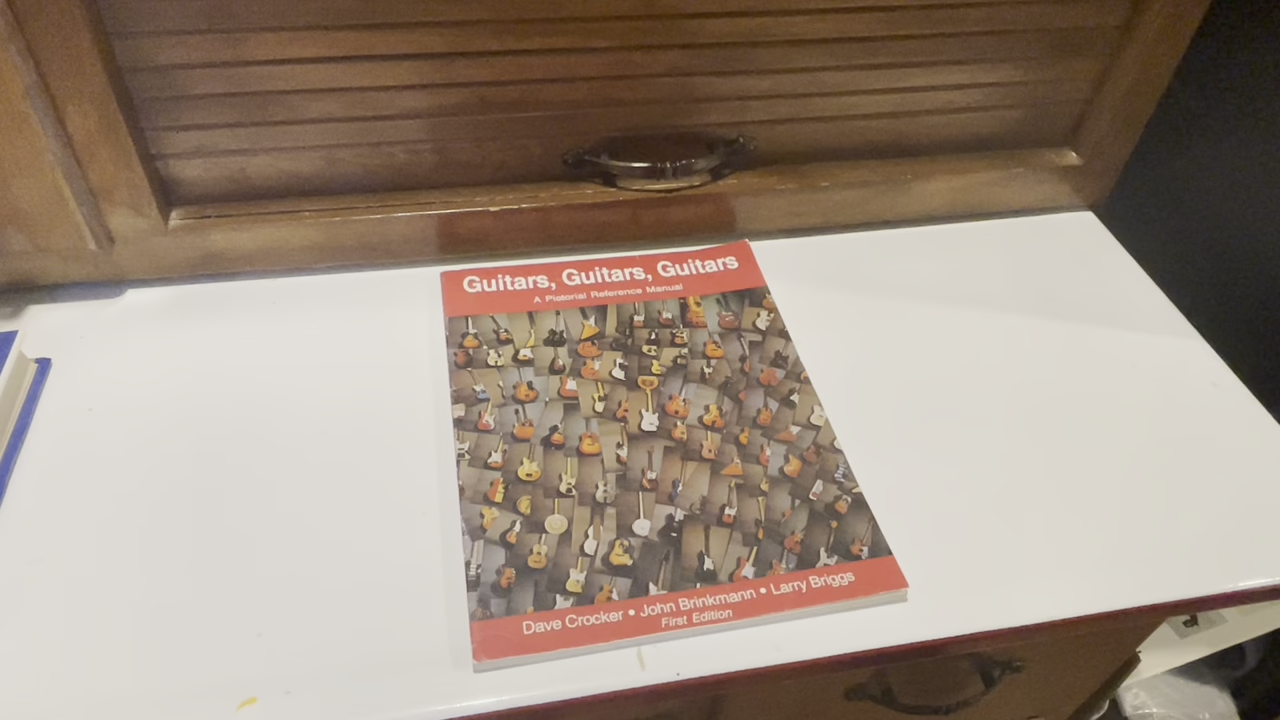 Guitars, Guitars, Guitars
A Pictorial Reference Manual
Dave Crocker • John Brinkmann • Larry Briggs
First Edition